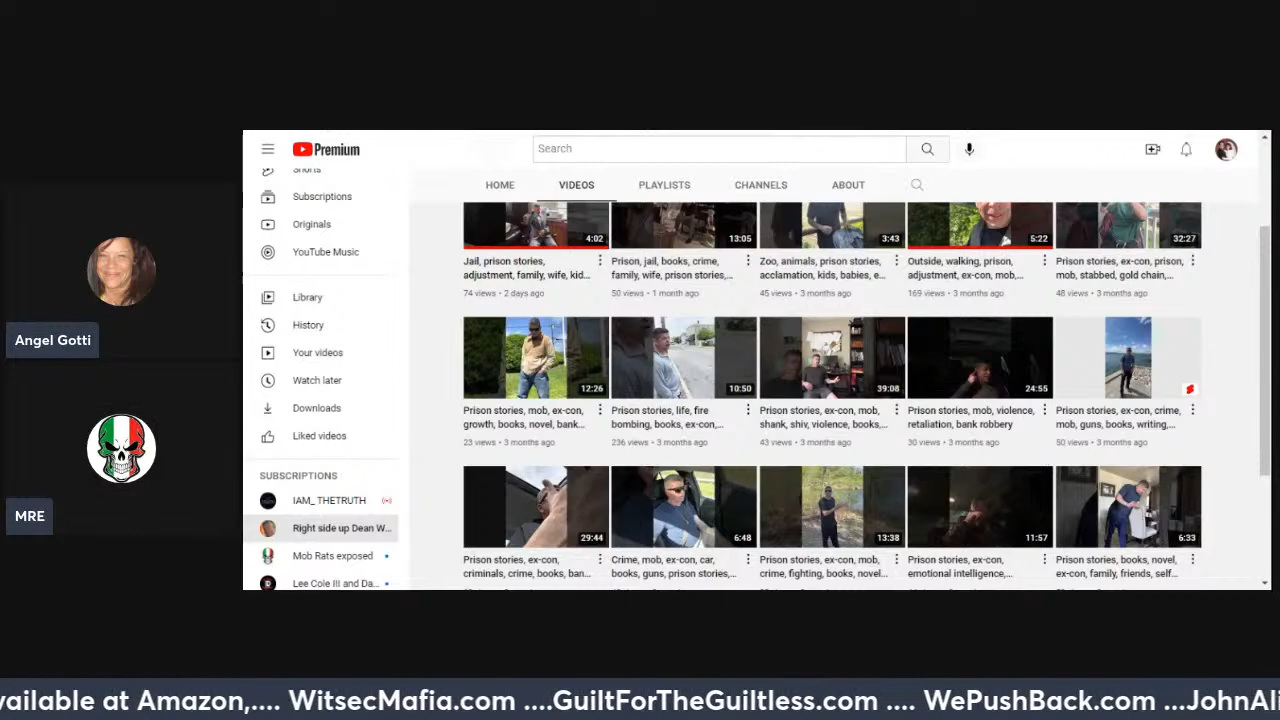 Premium
Search
Shorts
Subscriptions
Originals
YouTube Music
Library
History
Your videos
Watch later
Downloads
Liked videos
SUBSCRIPTIONS
IAM_ THETRUTH
Right side up Dean W...
Mob Rats exposed
Lee Cole III and Da...
HOME VIDEOS PLAYLISTS CHANNELS ABOUT
4:02 13:05 3:43 5:22 32:27
Jail, prison stories,
adjustment, family, wife, kid...
74 views • 2 days ago
Prison, jail, books, crime,
family, wife, prison stories,...
50 views • 1 month ago
Zoo, animals, prison stories,
acclamation, kids, babies, e...
45 views • 3 months ago
Outside, walking, prison,
adjustment, ex-con, mob,...
169 views • 3 months ago
Prison stories, ex-con, prison,
mob, stabbed, gold chain,...
48 views • 3 months ago
12:26 10:50 39:08 24:55
Prison stories, mob, ex-con,
growth, books, novel, bank...
23 views • 3 months ago
Prison stories, life, fire
bombing, books, ex-con,...
236 views • 3 months ago
Prison stories, ex-con, mob,
shank, shiv, violence, books,...
43 views • 3 months ago
Prison stories, mob, violence,
retaliation, bank robbery
30 views • 3 months ago
Prison stories, ex-con, crime,
mob, guns, books, writing,...
50 views • 3 months ago
29:44 6:48 13:38 11:57 6:33
Prison stories, ex-con,
criminals, crime, books, ban...
Crime, mob, ex-con, car,
books, guns, prison stories,...
Prison stories, ex-con, mob,
crime, fighting, books, novel...
Prison stories, ex-con,
emotional intelligence,...
Prison stories, books, novel,
ex-con, family, friends, self...
Angel Gotti
MRE
vailable at Amazon,.... WitsecMafia.com ....GuiltForTheGuiltless.com .... WePushBack.com ...JohnAli